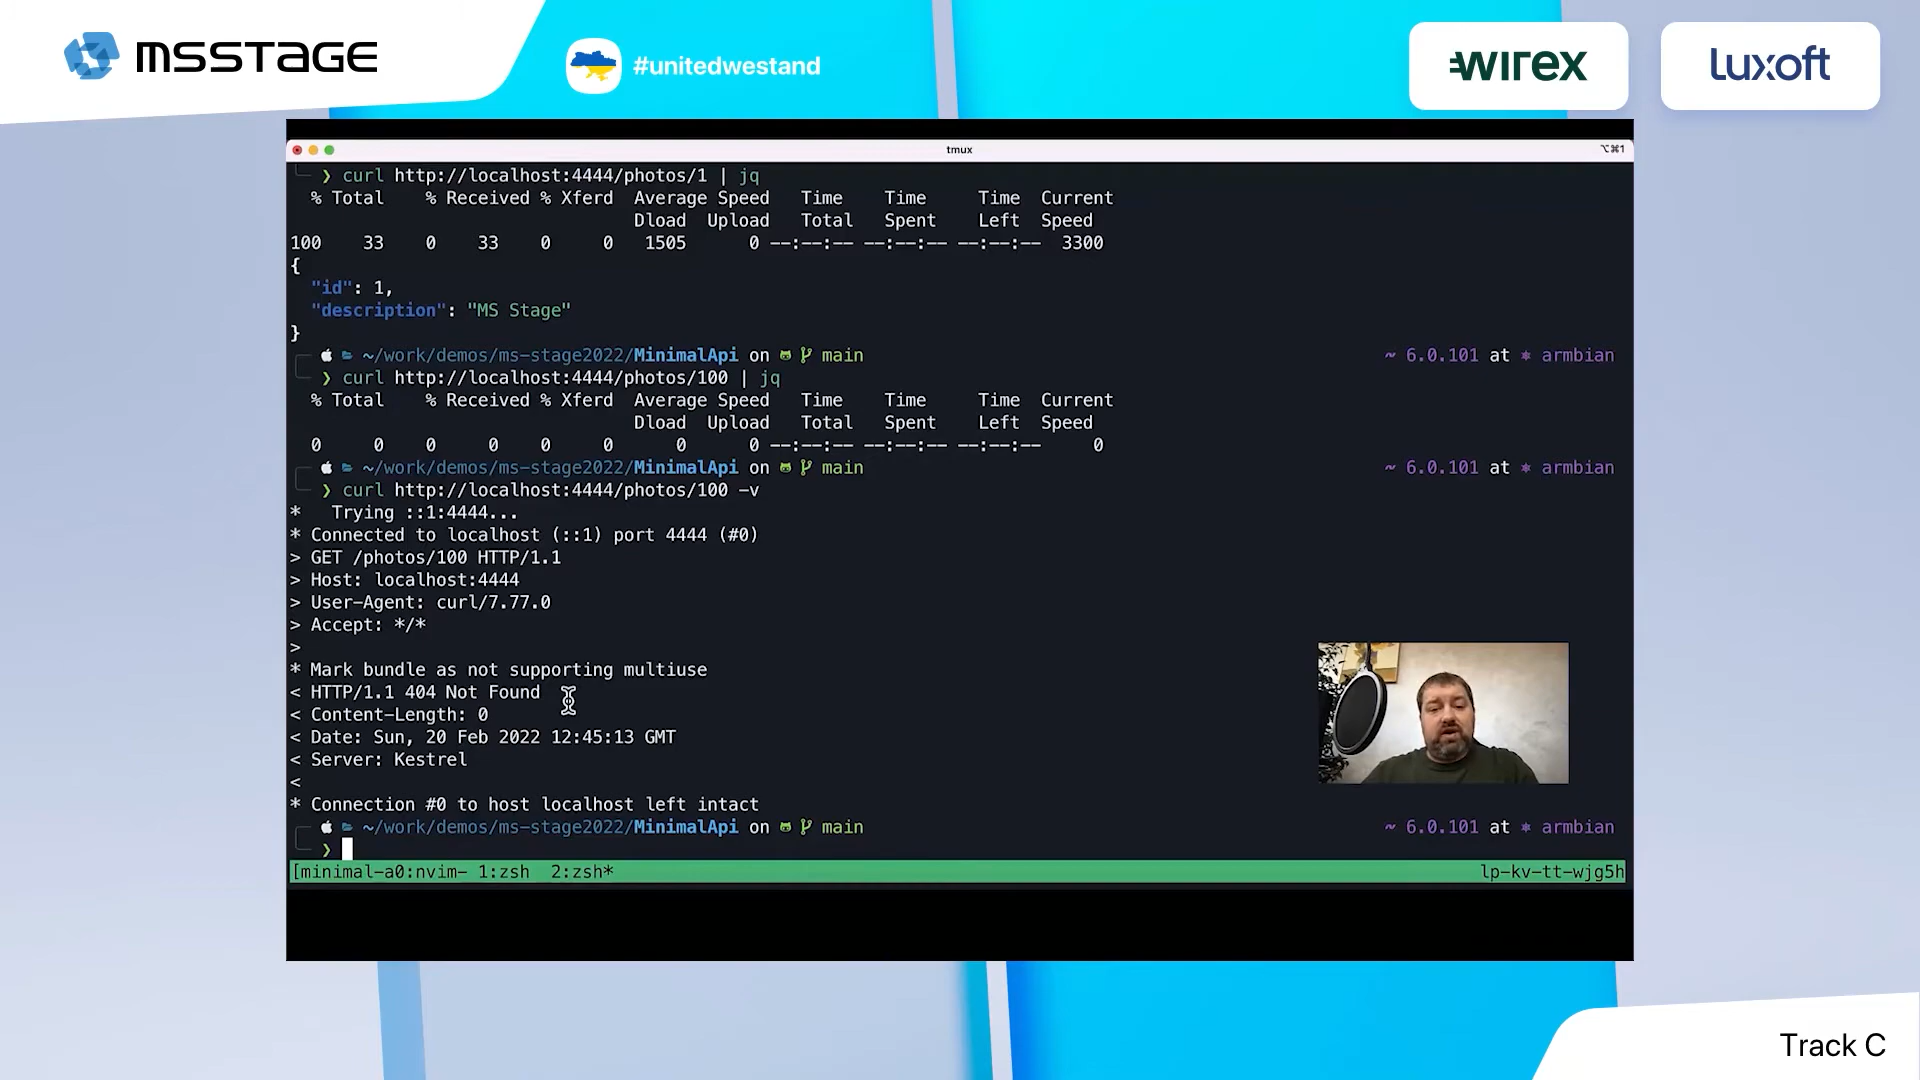 MSSTAGE
#unitedwestand
wirex
luxoft
tmux
⌥⌘1
❯ curl http://localhost:4444/photos/1 | jq
% Total % Received % Xferd Average Speed Time Time Time Current
Dload Upload Total Spent Left Speed
100 33 0 33 0 0 1505 0 --:--:-- --:--:-- --:--:-- 3300
{
"id": 1,
"description": "MS Stage"
}
~/work/demos/ms-stage2022/MinimalApi on main ~ 6.0.101 at armbian
❯ curl http://localhost:4444/photos/100 | jq
% Total % Received % Xferd Average Speed Time Time Time Current
Dload Upload Total Spent Left Speed
0 0 0 0 0 0 0 0 --:--:-- --:--:-- --:--:-- 0
~/work/demos/ms-stage2022/MinimalApi on main ~ 6.0.101 at armbian
❯ curl http://localhost:4444/photos/100 -v
* Trying ::1:4444...
* Connected to localhost (::1) port 4444 (#0)
> GET /photos/100 HTTP/1.1
> Host: localhost:4444
> User-Agent: curl/7.77.0
> Accept: */*
>
* Mark bundle as not supporting multiuse
< HTTP/1.1 404 Not Found
< Content-Length: 0
< Date: Sun, 20 Feb 2022 12:45:13 GMT
< Server: Kestrel
<
* Connection #0 to host localhost left intact
~/work/demos/ms-stage2022/MinimalApi on main ~ 6.0.101 at armbian
❯
[minimal-a0:nvim- 1:zsh 2:zsh* lp-kv-tt-wjg5h
Track C